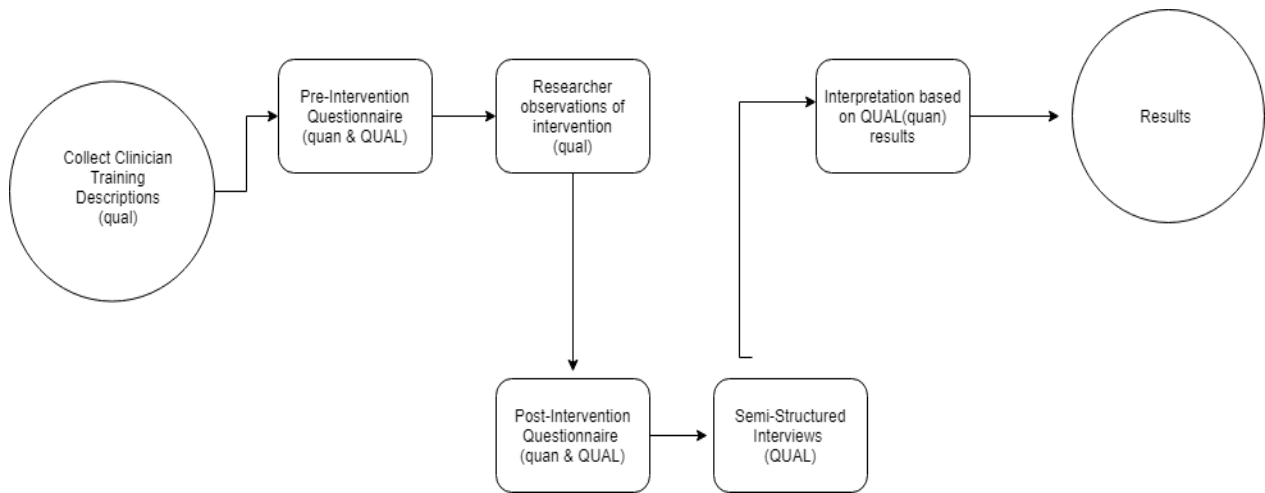 Collect Clinician
Training
Descriptions
(qual)
Pre-Intervention
Questionnaire
(quan & QUAL)
Researcher
observations of
intervention
(qual)
Post-Intervention
Questionnaire
(quan & QUAL)
Semi-Structured
Interviews
(QUAL)
Interpretation based
on QUAL(quan)
results
Results